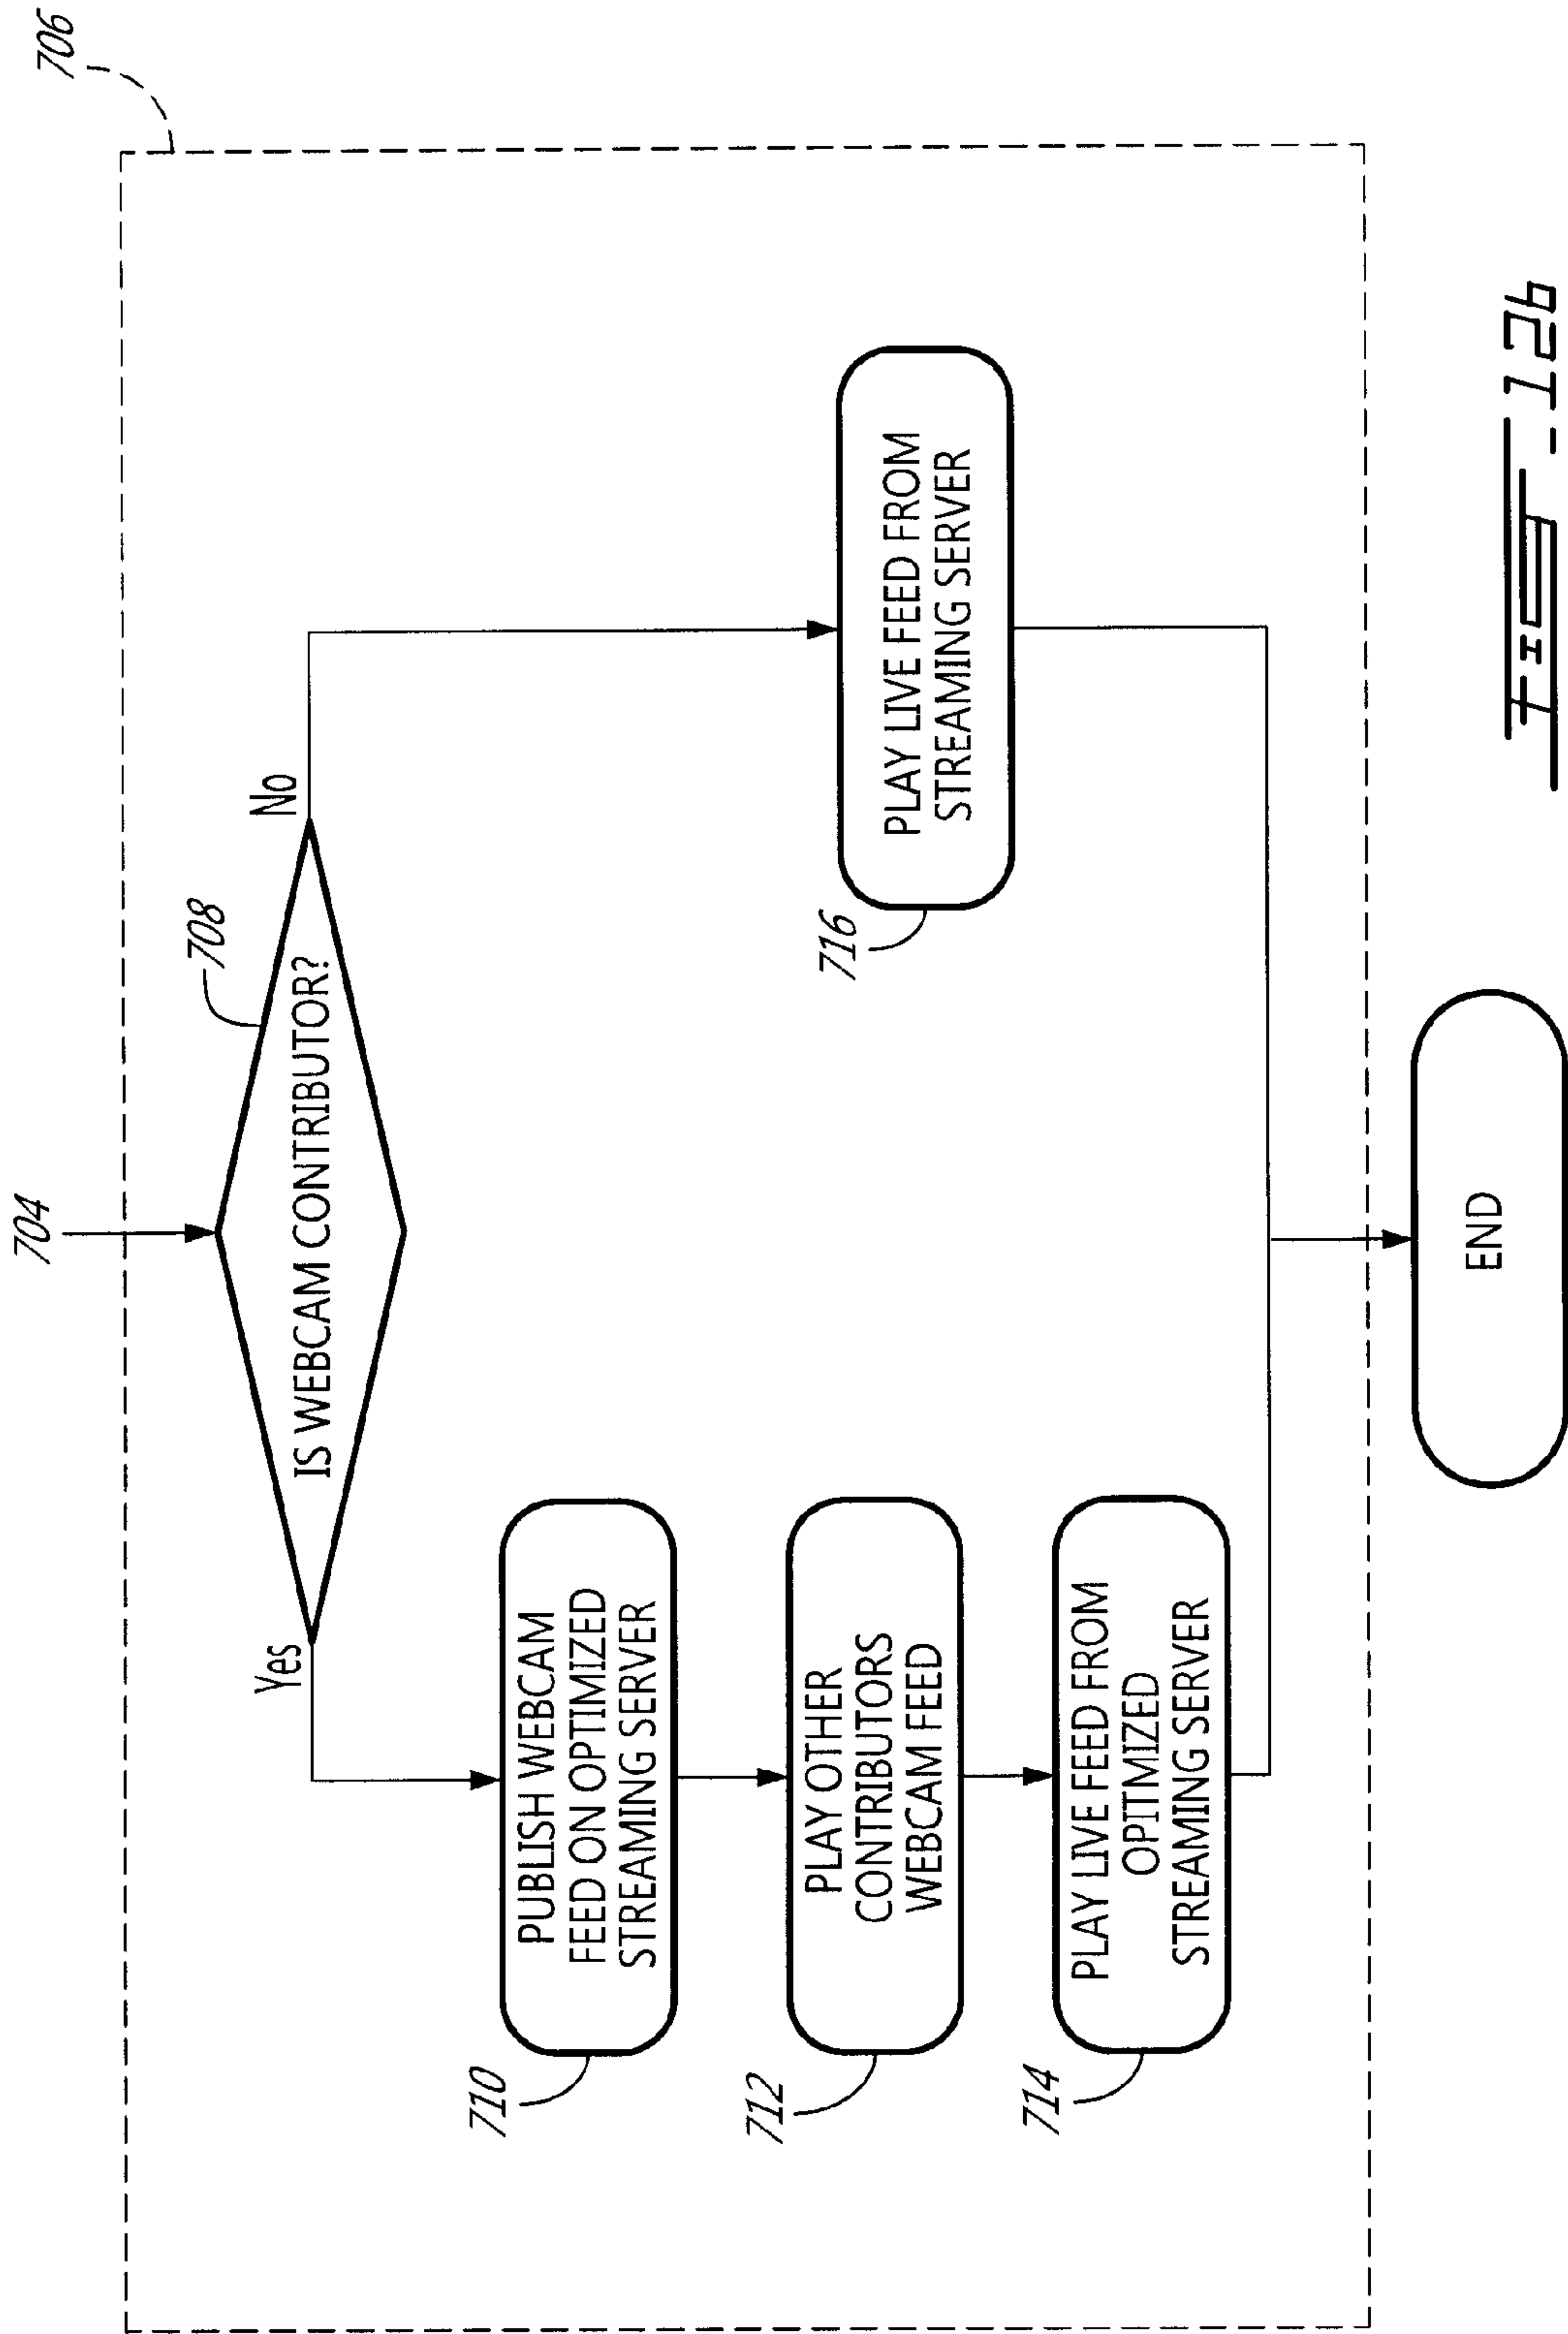 706
704
708
IS WEBCAM CONTRIBUTOR?
Yes
No
710
PUBLISH WEBCAM
FEED ON OPTIMIZED
STREAMING SERVER
712
PLAY OTHER
CONTRIBUTORS
WEBCAM FEED
714
PLAY LIVE FEED FROM
OPITMIZED
STREAMING SERVER
716
PLAY LIVE FEED FROM
STREAMING SERVER
END
FIG-12b